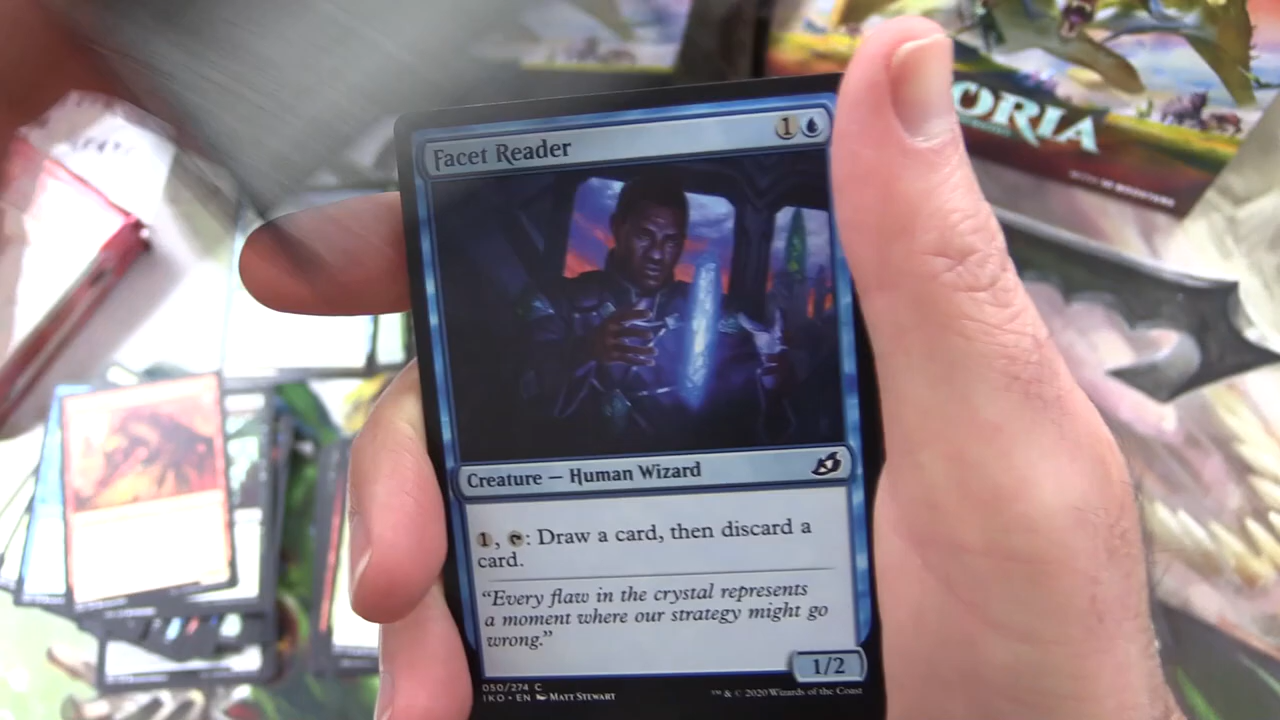 ORIA
Facet Reader
1
Creature — Human Wizard
1, : Draw a card, then discard a
card.
“Every flaw in the crystal represents
a moment where our strategy might go
wrong.”
1/2
050/274 C
IKO • EN MATT STEWART
™ & © 2020 Wizards of the Coast